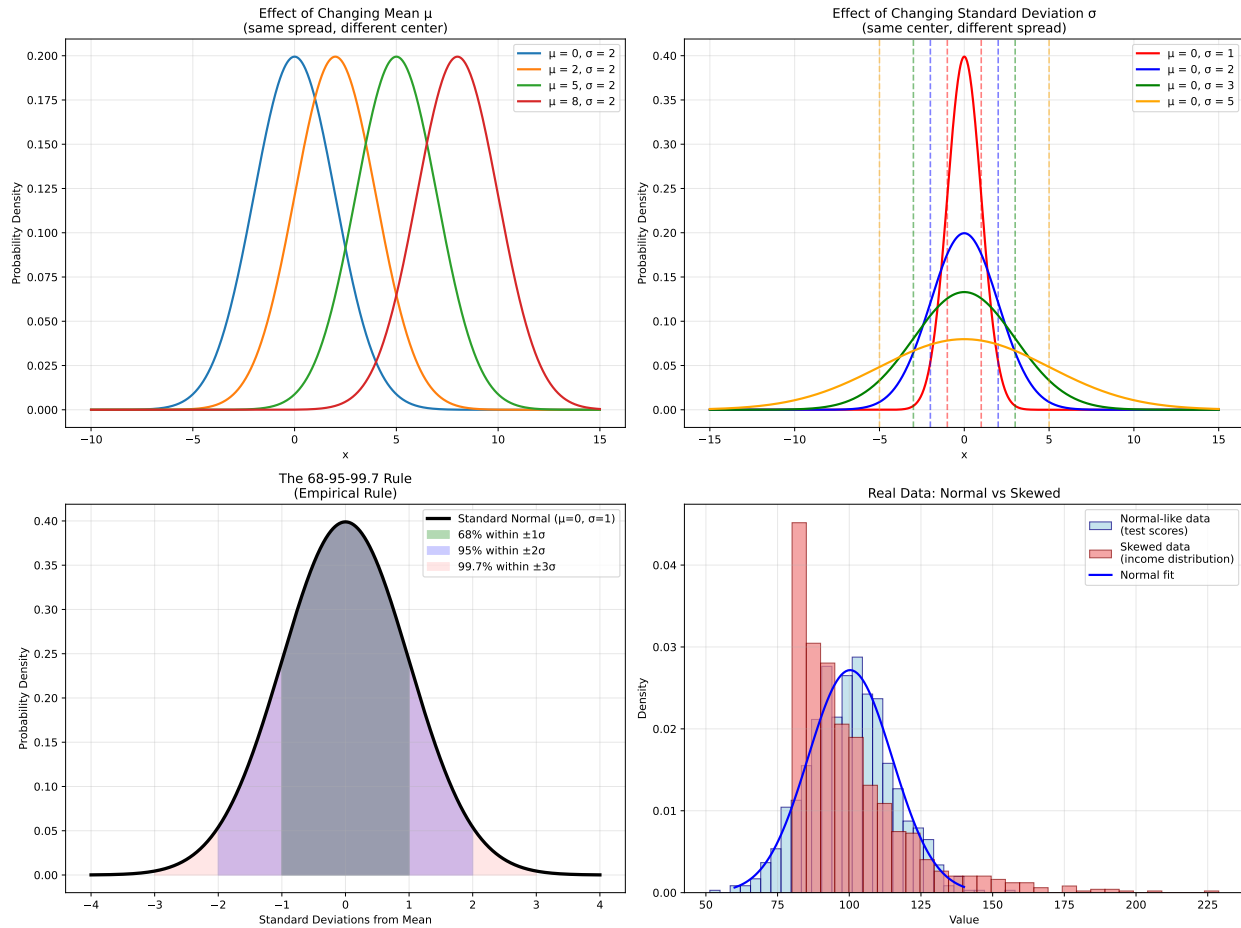 Effect of Changing Mean μ
(same spread, different center)
Probability Density
0.200
0.175
0.150
0.125
0.100
0.075
0.050
0.025
0.000
μ = 0, σ = 2
μ = 2, σ = 2
μ = 5, σ = 2
μ = 8, σ = 2
−10
−5
0
5
10
15
x
Effect of Changing Standard Deviation σ
(same center, different spread)
Probability Density
0.40
0.35
0.30
0.25
0.20
0.15
0.10
0.05
0.00
μ = 0, σ = 1
μ = 0, σ = 2
μ = 0, σ = 3
μ = 0, σ = 5
−15
−10
−5
0
5
10
15
x
The 68-95-99.7 Rule
(Empirical Rule)
Probability Density
0.40
0.35
0.30
0.25
0.20
0.15
0.10
0.05
0.00
Standard Normal (μ=0, σ=1)
68% within ±1σ
95% within ±2σ
99.7% within ±3σ
−4
−3
−2
−1
0
1
2
3
4
Standard Deviations from Mean
Real Data: Normal vs Skewed
Density
0.04
0.03
0.02
0.01
0.00
Normal-like data
(test scores)
Skewed data
(income distribution)
Normal fit
50
75
100
125
150
175
200
225
Value